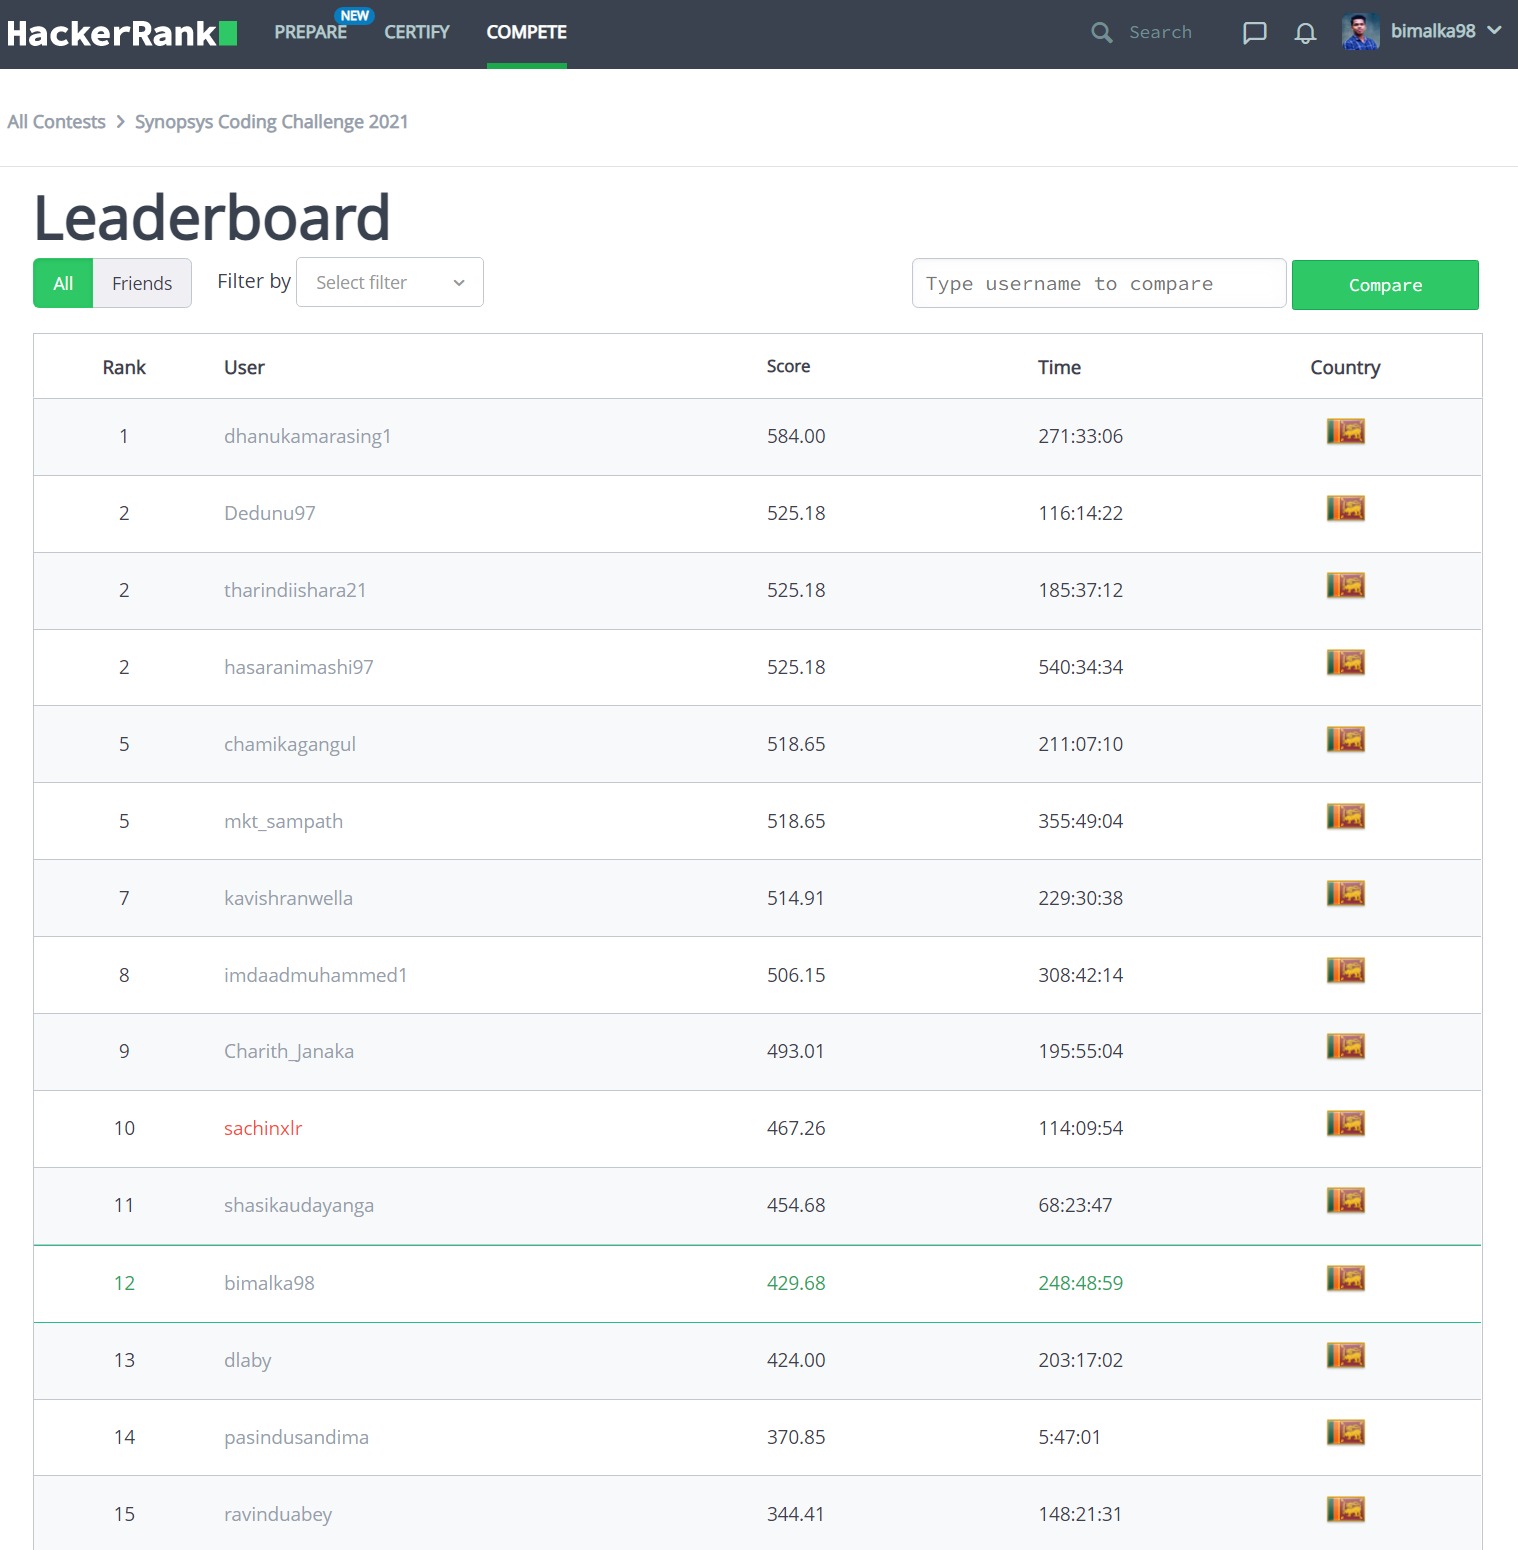 HackerRank PREPARE NEW CERTIFY COMPETE Search bimalka98
All Contests > Synopsys Coding Challenge 2021
Leaderboard
All Friends Filter by Select filter Type username to compare Compare
Rank User Score Time Country
1 dhanukamarasing1 584.00 271:33:06
2 Dedunu97 525.18 116:14:22
2 tharindiishara21 525.18 185:37:12
2 hasaranimashi97 525.18 540:34:34
5 chamikagangul 518.65 211:07:10
5 mkt_sampath 518.65 355:49:04
7 kavishranwella 514.91 229:30:38
8 imdaadmuhammed1 506.15 308:42:14
9 Charith_Janaka 493.01 195:55:04
10 sachinxlr 467.26 114:09:54
11 shasikaudayanga 454.68 68:23:47
12 bimalka98 429.68 248:48:59
13 dlaby 424.00 203:17:02
14 pasindusandima 370.85 5:47:01
15 ravinduabey 344.41 148:21:31